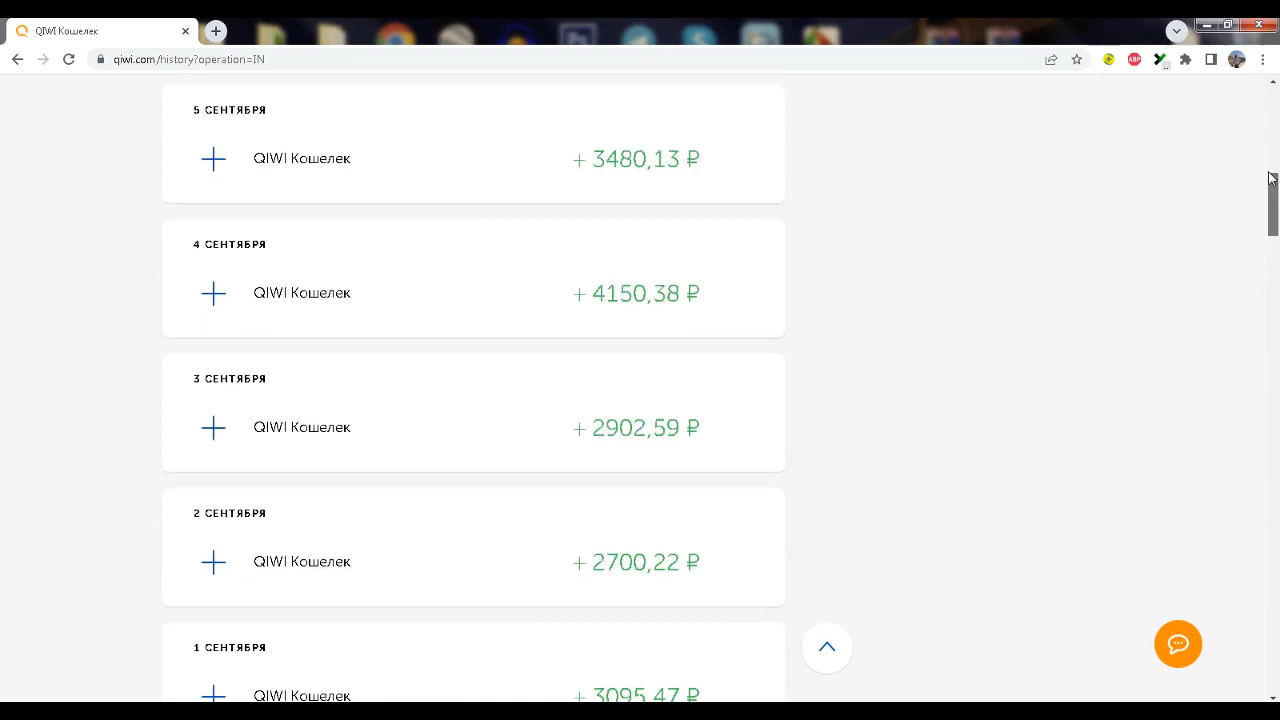 QIWI Кошелек
qiwi.com/history?operation=IN
ABP
5 СЕНТЯБРЯ
QIWI Кошелек + 3480,13 ₽
4 СЕНТЯБРЯ
QIWI Кошелек + 4150,38 ₽
3 СЕНТЯБРЯ
QIWI Кошелек + 2902,59 ₽
2 СЕНТЯБРЯ
QIWI Кошелек + 2700,22 ₽
1 СЕНТЯБРЯ
QIWI Кошелек + 3095,47 ₽